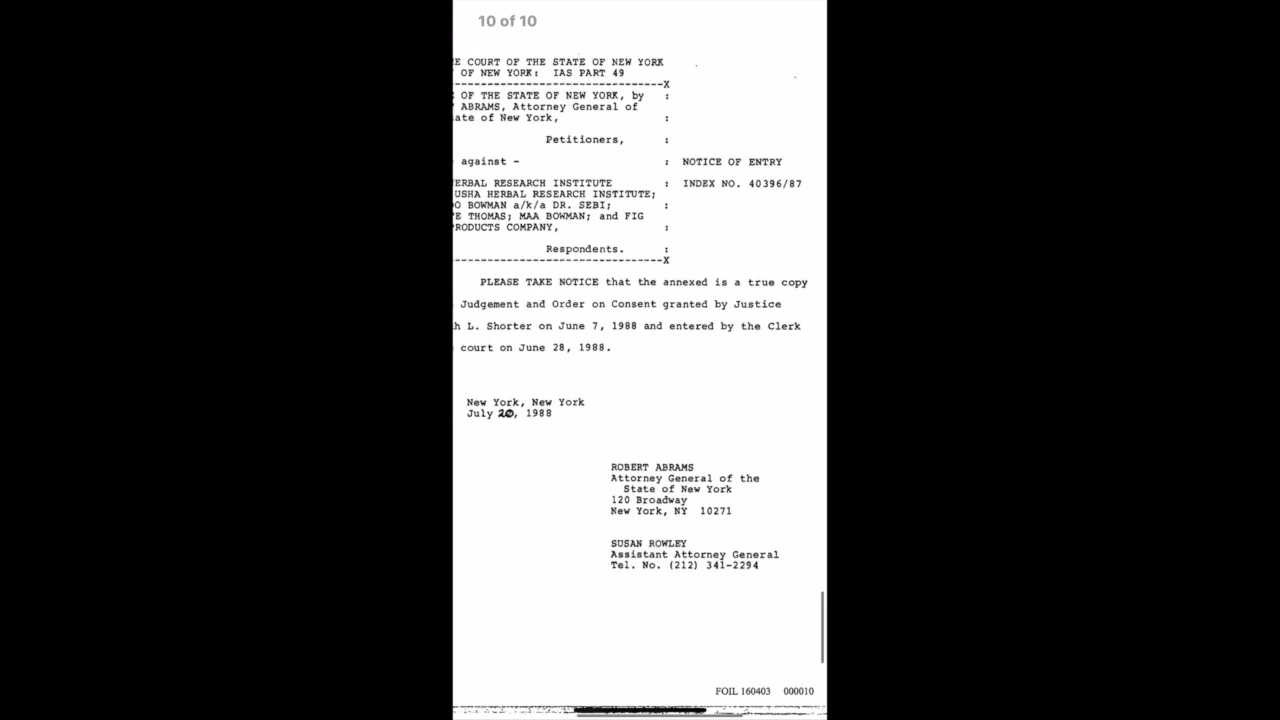 10 of 10
E COURT OF THE STATE OF NEW YORK
OF NEW YORK: IAS PART 49
-----------------------------------X
OF THE STATE OF NEW YORK, by :
ABRAMS, Attorney General of
ate of New York, :
Petitioners, :
against - : NOTICE OF ENTRY
ERBAL RESEARCH INSTITUTE : INDEX NO. 40396/87
USHA HERBAL RESEARCH INSTITUTE;
O BOWMAN a/k/a DR. SEBI; :
E THOMAS; MAA BOWMAN; and FIG
RODUCTS COMPANY, :
Respondents. :
-----------------------------------X
PLEASE TAKE NOTICE that the annexed is a true copy
Judgement and Order on Consent granted by Justice
h L. Shorter on June 7, 1988 and entered by the Clerk
court on June 28, 1988.
New York, New York
July 20, 1988
ROBERT ABRAMS
Attorney General of the
State of New York
120 Broadway
New York, NY 10271
SUSAN ROWLEY
Assistant Attorney General
Tel. No. (212) 341-2294
FOIL 160403 000010